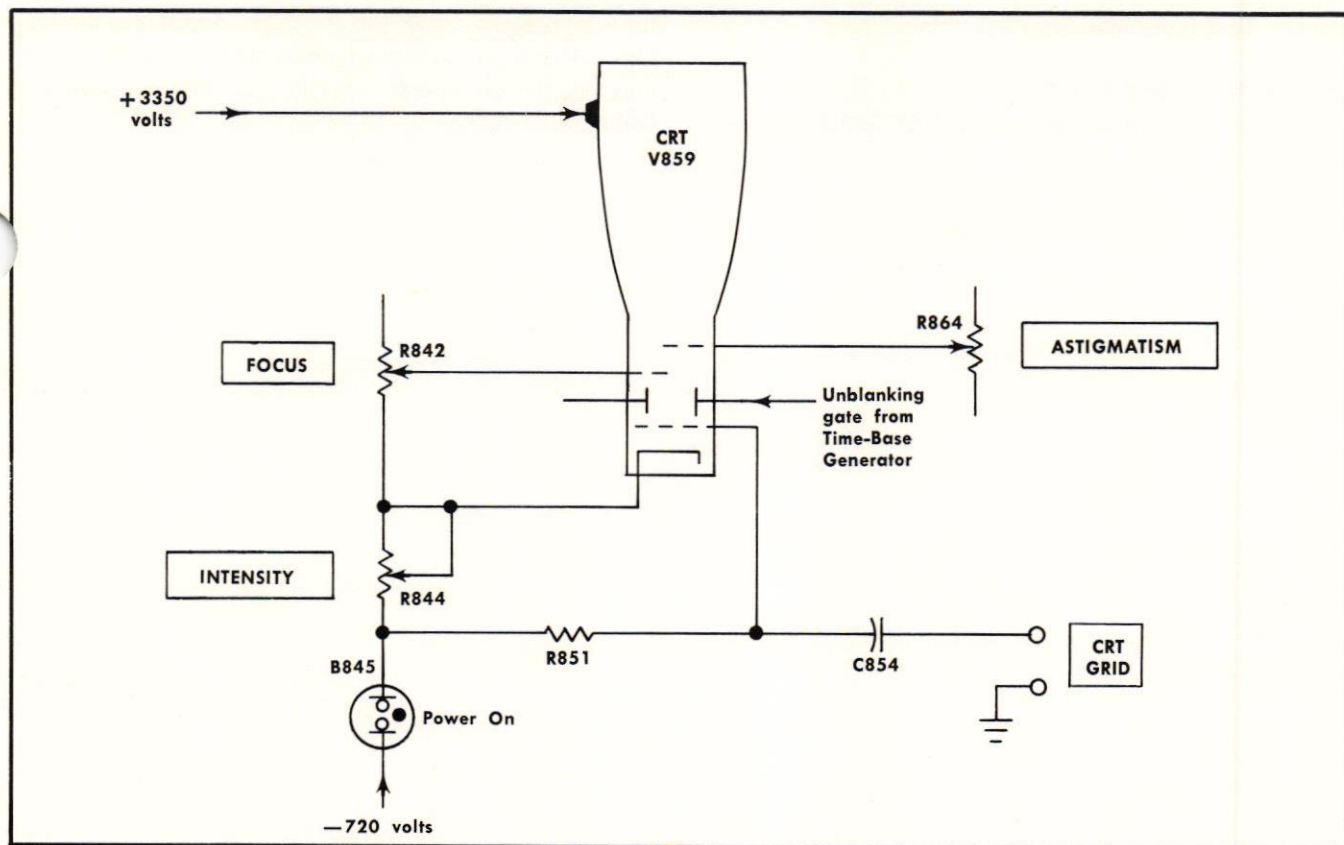 +3350
volts
CRT
V859
R864
ASTIGMATISM
R842
FOCUS
Unblanking
gate from
Time-Base
Generator
INTENSITY
R844
R851
C854
CRT
GRID
B845
Power On
—720 volts